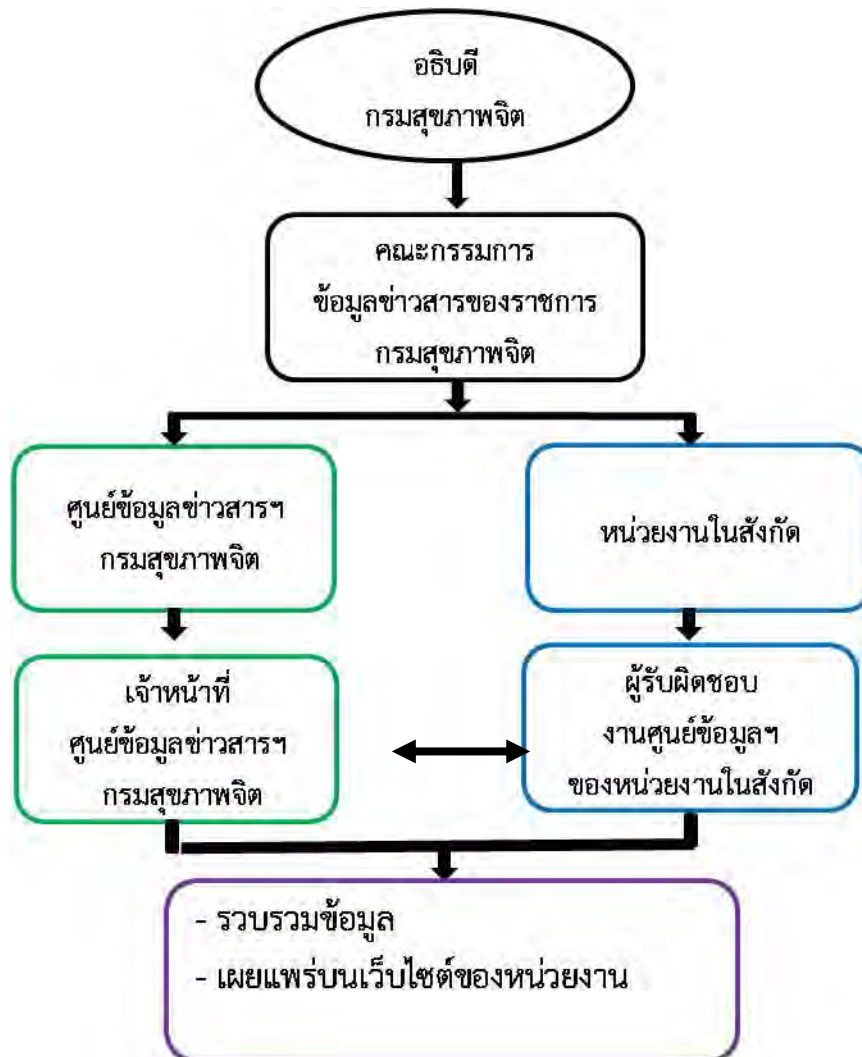 อธิบดี
กรมสุขภาพจิต
คณะกรรมการ
ข้อมูลข่าวสารของราชการ
กรมสุขภาพจิต
ศูนย์ข้อมูลข่าวสารฯ
กรมสุขภาพจิต
หน่วยงานในสังกัด
เจ้าหน้าที่
ศูนย์ข้อมูลข่าวสารฯ
กรมสุขภาพจิต
ผู้รับผิดชอบ
งานศูนย์ข้อมูลฯ
ของหน่วยงานในสังกัด
- รวบรวมข้อมูล
- เผยแพร่บนเว็บไซต์ของหน่วยงาน